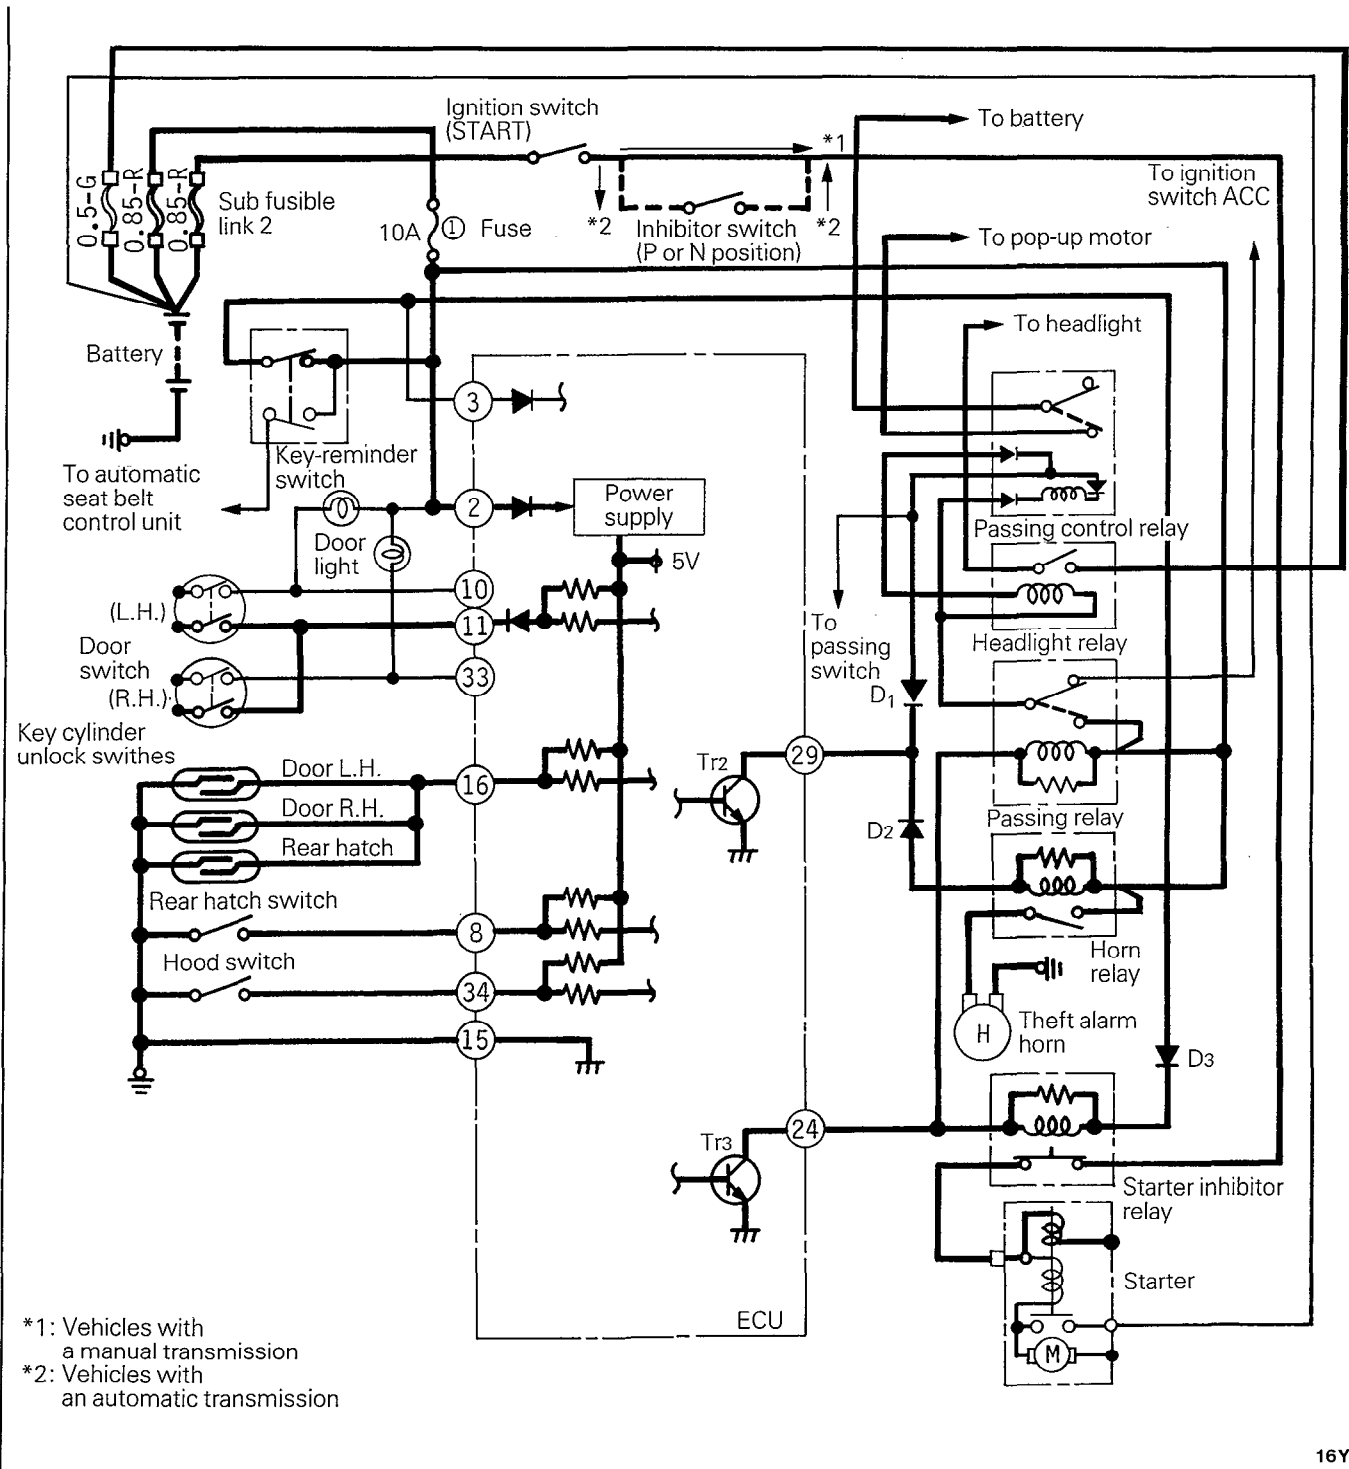 Ignition switch
(START)
To battery
*1
To ignition
switch ACC
0.5-G
0.85-R
0.85-R
Sub fusible
link 2
10A
1
Fuse
*2
Inhibitor switch
(P or N position)
*2
To pop-up motor
To headlight
Battery
3
Key-reminder
switch
To automatic
seat belt
control unit
2
Power
supply
5V
Passing control relay
Door
light
10
(L.H.)
11
Door
switch
(R.H.)
33
To
passing
switch
Headlight relay
D1
Key cylinder
unlock swithes
Door L.H.
16
Door R.H.
Rear hatch
Tr2
29
D2
Passing relay
Rear hatch switch
8
Hood switch
34
Horn
relay
15
H
Theft alarm
horn
D3
Tr3
24
Starter inhibitor
relay
Starter
M
ECU
*1: Vehicles with
a manual transmission
*2: Vehicles with
an automatic transmission
16Y